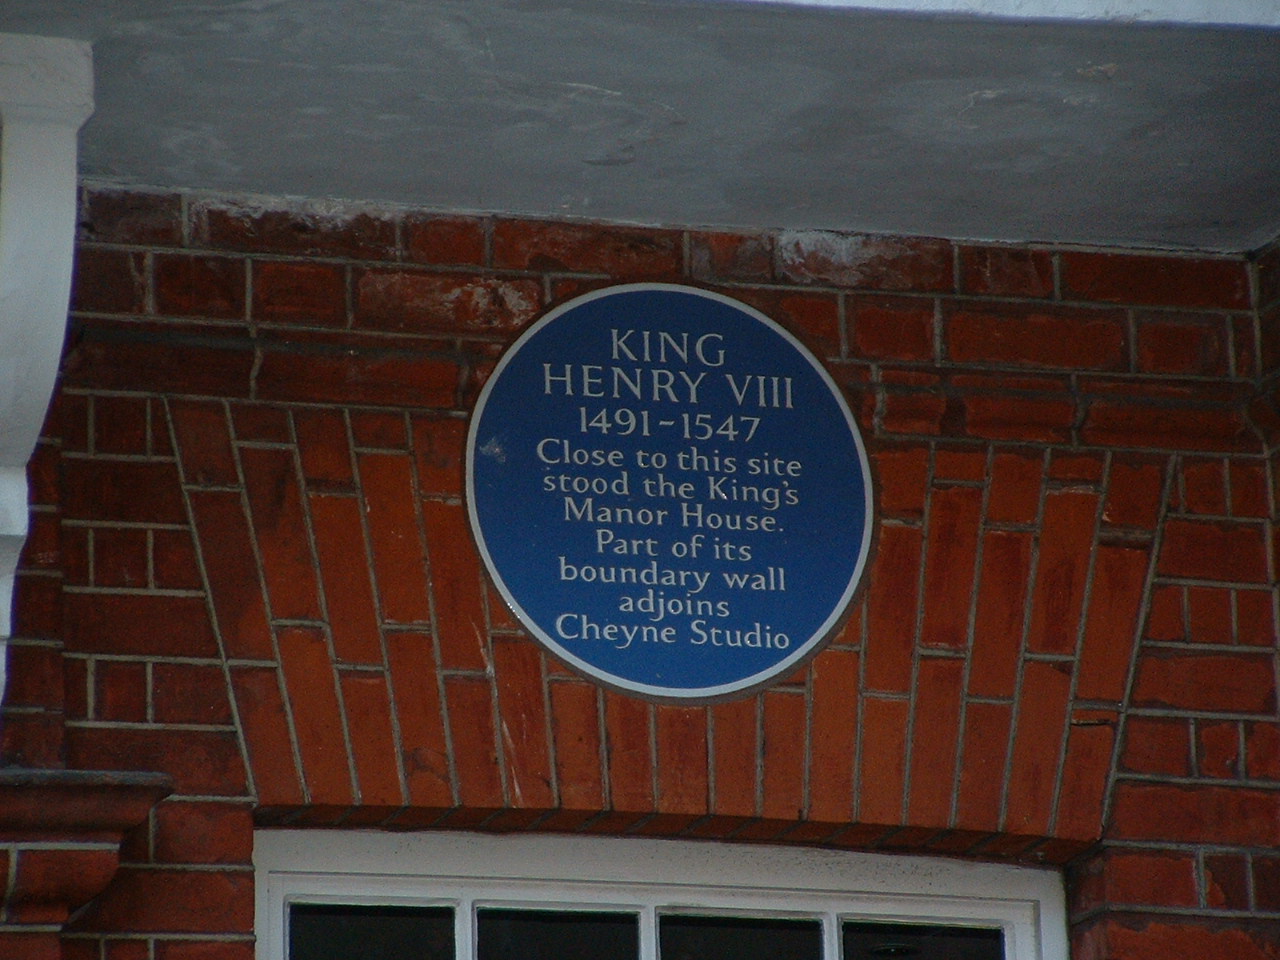 KING
HENRY VIII
1491-1547
Close to this site
stood the King's
Manor House.
Part of its
boundary wall
adjoins
Cheyne Studio